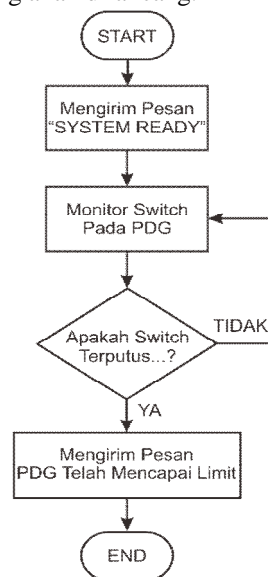 START
Mengirim Pesan
"SYSTEM READY"
Monitor Switch
Pada PDG
Apakah Switch
Terputus...?
TIDAK
YA
Mengirim Pesan
PDG Telah Mencapai Limit
END